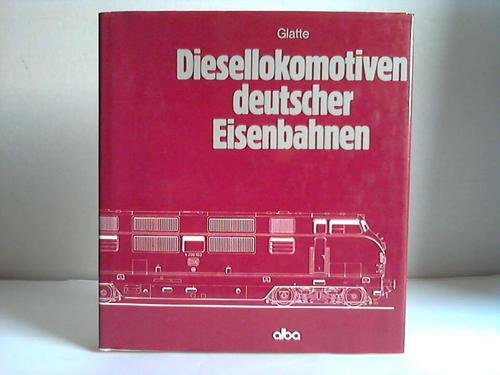 Glatte
Diesellokomotiven
deutscher
Eisenbahnen
alba